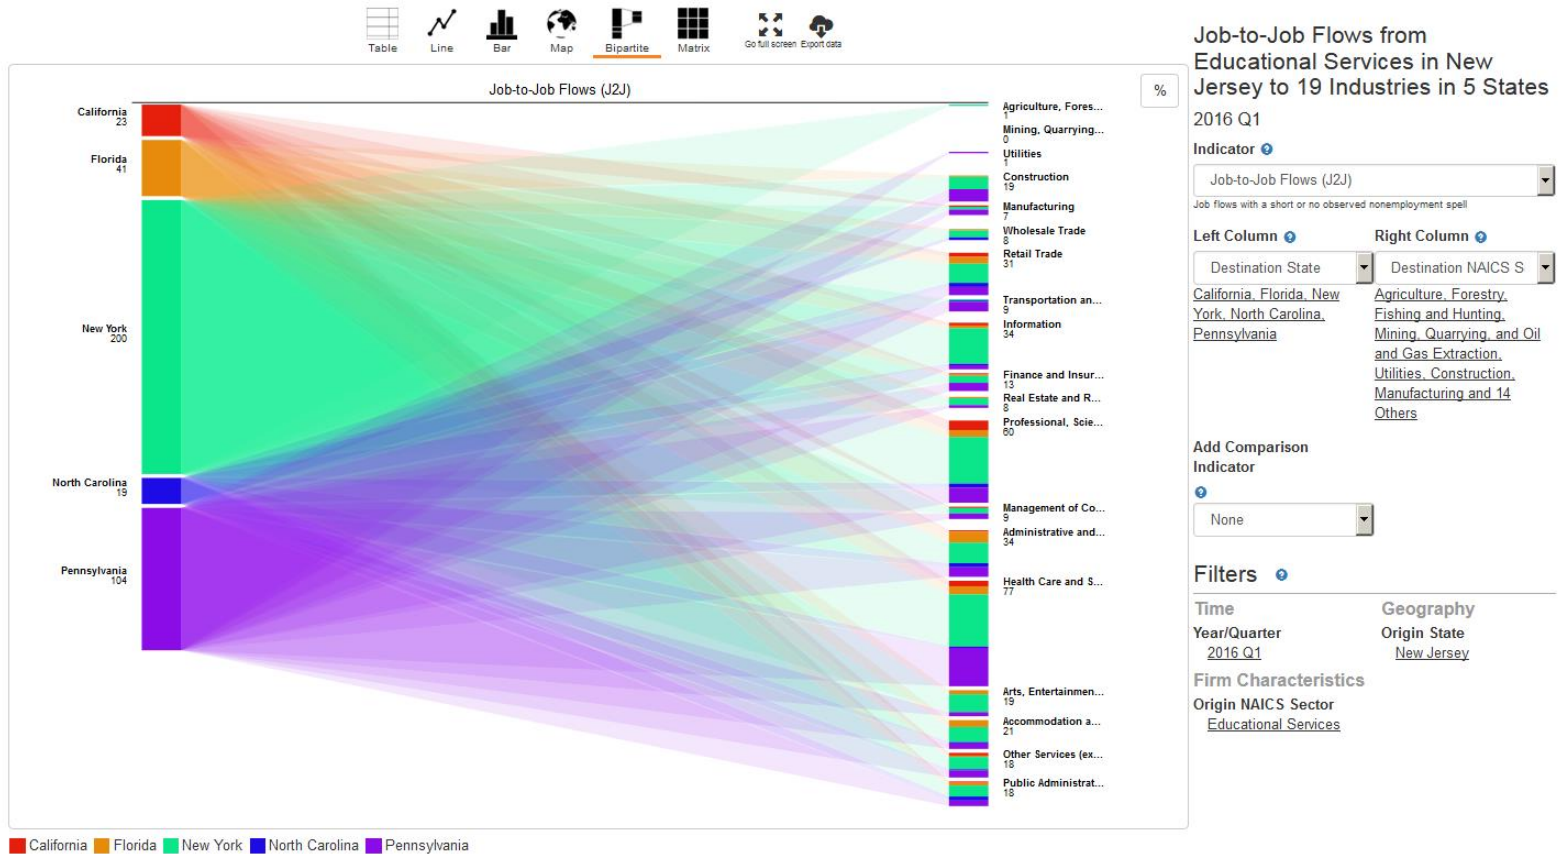 Table
Line
Bar
Map
Bipartite
Matrix
Go full screen
Export data
Job-to-Job Flows (J2J)
%
California
23
Florida
41
New York
200
North Carolina
19
Pennsylvania
104
Agriculture, Fores...
1
Mining, Quarrying...
0
Utilities
1
Construction
19
Manufacturing
7
Wholesale Trade
8
Retail Trade
31
Transportation an...
9
Information
34
Finance and Insur...
13
Real Estate and R...
8
Professional, Scie...
60
Management of Co...
9
Administrative and...
34
Health Care and S...
77
Arts, Entertainmen...
19
Accommodation a...
21
Other Services (ex...
18
Public Administrat...
18
California
Florida
New York
North Carolina
Pennsylvania
Job-to-Job Flows from
Educational Services in New
Jersey to 19 Industries in 5 States
2016 Q1
Indicator ?
Job-to-Job Flows (J2J)
Job flows with a short or no observed nonemployment spell
Left Column ?
Destination State
California, Florida, New
York, North Carolina,
Pennsylvania
Right Column ?
Destination NAICS S
Agriculture, Forestry,
Fishing and Hunting,
Mining, Quarrying, and Oil
and Gas Extraction,
Utilities, Construction,
Manufacturing and 14
Others
Add Comparison
Indicator
?
None
Filters ?
Time
Year/Quarter
2016 Q1
Geography
Origin State
New Jersey
Firm Characteristics
Origin NAICS Sector
Educational Services